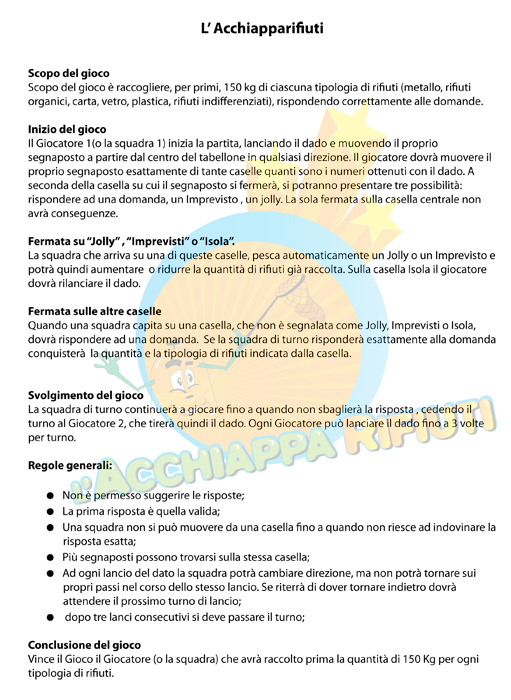 L' Acchiapparifiuti
Scopo del gioco
Scopo del gioco è raccogliere, per primi, 150 kg di ciascuna tipologia di rifiuti (metallo, rifiuti
organici, carta, vetro, plastica, rifiuti indifferenziati), rispondendo correttamente alle domande.
Inizio del gioco
Il Giocatore 1(o la squadra 1) inizia la partita, lanciando il dado e muovendo il proprio
segnaposto a partire dal centro del tabellone in qualsiasi direzione. Il giocatore dovrà muovere il
proprio segnaposto esattamente di tante caselle quanti sono i numeri ottenuti con il dado. A
seconda della casella su cui il segnaposto si fermerà, si potranno presentare tre possibilità:
rispondere ad una domanda, un Imprevisto , un jolly. La sola fermata sulla casella centrale non
avrà conseguenze.
Fermata su "Jolly" , "Imprevisti" o "Isola".
La squadra che arriva su una di queste caselle, pesca automaticamente un Jolly o un Imprevisto e
potrà quindi aumentare o ridurre la quantità di rifiuti già raccolta. Sulla casella Isola il giocatore
dovrà rilanciare il dado.
Fermata sulle altre caselle
Quando una squadra capita su una casella, che non è segnalata come Jolly, Imprevisti o Isola,
dovrà rispondere ad una domanda. Se la squadra di turno risponderà esattamente alla domanda
conquisterà la quantità e la tipologia di rifiuti indicata dalla casella.
Svolgimento del gioco
La squadra di turno continuerà a giocare fino a quando non sbaglierà la risposta , cedendo il
turno al Giocatore 2, che tirerà quindi il dado. Ogni Giocatore può lanciare il dado fino a 3 volte
per turno.
L'ACCHIAPPA RIFIUTI
Regole generali:
● Non è permesso suggerire le risposte;
● La prima risposta è quella valida;
● Una squadra non si può muovere da una casella fino a quando non riesce ad indovinare la
risposta esatta;
● Più segnaposti possono trovarsi sulla stessa casella;
● Ad ogni lancio del dato la squadra potrà cambiare direzione, ma non potrà tornare sui
propri passi nel corso dello stesso lancio. Se riterrà di dover tornare indietro dovrà
attendere il prossimo turno di lancio;
● dopo tre lanci consecutivi si deve passare il turno;
Conclusione del gioco
Vince il Gioco il Giocatore (o la squadra) che avrà raccolto prima la quantità di 150 Kg per ogni
tipologia di rifiuti.